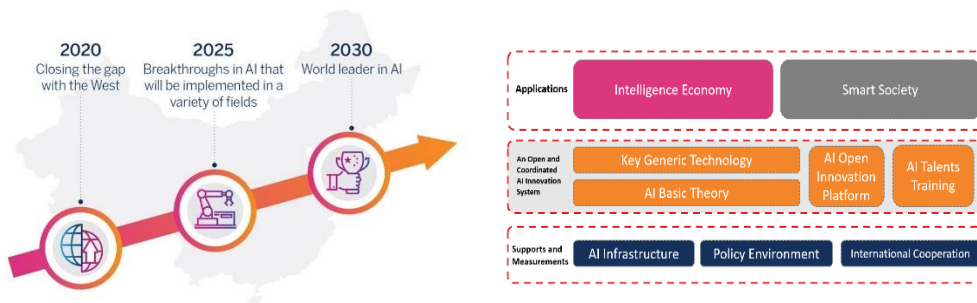 2020
Closing the gap
with the West
2025
Breakthroughs in AI that
will be implemented in a
variety of fields
2030
World leader in AI
Applications
Intelligence Economy
Smart Society
An Open and
Coordinated
AI Innovation
System
Key Generic Technology
AI Basic Theory
AI Open
Innovation
Platform
AI Talents
Training
Supports and
Measurements
AI Infrastructure
Policy Environment
International Cooperation